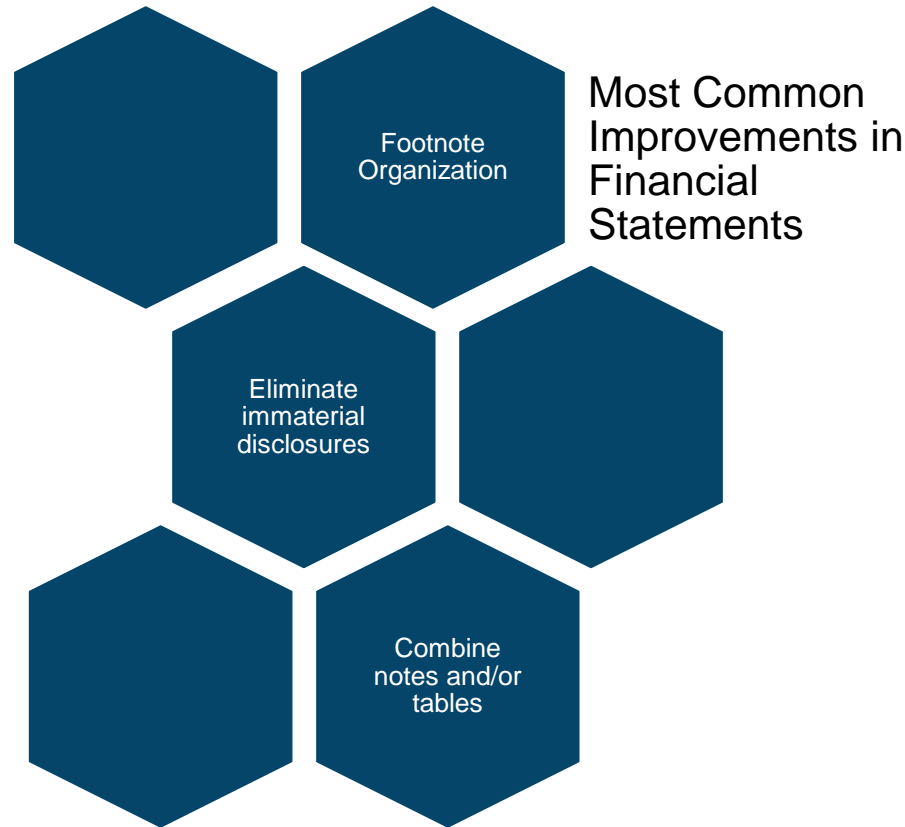 Most Common
Improvements in
Financial
Statements
Footnote
Organization
Eliminate
immaterial
disclosures
Combine
notes and/or
tables